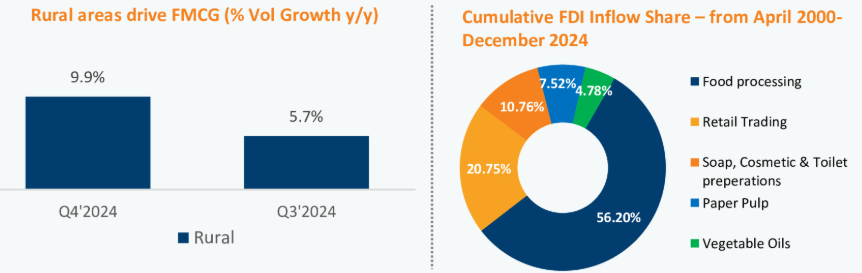 Rural areas drive FMCG (% Vol Growth y/y)
9.9%
5.7%
Q4'2024
Q3'2024
Rural
Cumulative FDI Inflow Share – from April 2000-
December 2024
7.52%
4.78%
10.76%
20.75%
56.20%
Food processing
Retail Trading
Soap, Cosmetic & Toilet
preperations
Paper Pulp
Vegetable Oils